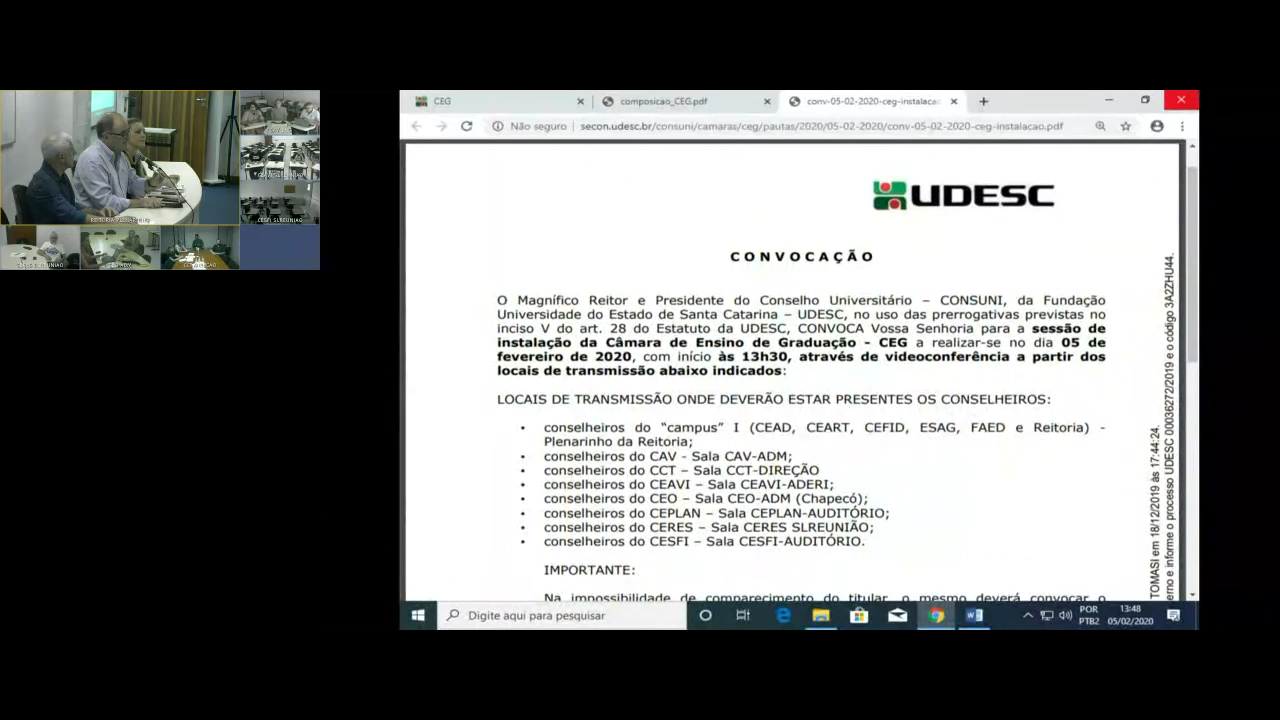 CEG
composicao_CEG.pdf
conv-05-02-2020-ceg-instalacao
Não seguro
secon.udesc.br/consuni/camaras/ceg/pautas/2020/05-02-2020/conv-05-02-2020-ceg-instalacao.pdf
UDESC
CONVOCAÇÃO
O Magnífico Reitor e Presidente do Conselho Universitário – CONSUNI, da Fundação
Universidade do Estado de Santa Catarina – UDESC, no uso das prerrogativas previstas no
inciso V do art. 28 do Estatuto da UDESC, CONVOCA Vossa Senhoria para a sessão de
instalação da Câmara de Ensino de Graduação - CEG a realizar-se no dia 05 de
fevereiro de 2020, com início às 13h30, através de videoconferência a partir dos
locais de transmissão abaixo indicados:
LOCAIS DE TRANSMISSÃO ONDE DEVERÃO ESTAR PRESENTES OS CONSELHEIROS:
• conselheiros do “campus” I (CEAD, CEART, CEFID, ESAG, FAED e Reitoria) -
Plenarinho da Reitoria;
• conselheiros do CAV - Sala CAV-ADM;
• conselheiros do CCT – Sala CCT-DIREÇÃO
• conselheiros do CEAVI – Sala CEAVI-ADERI;
• conselheiros do CEO – Sala CEO-ADM (Chapecó);
• conselheiros do CEPLAN – Sala CEPLAN-AUDITÓRIO;
• conselheiros do CERES – Sala CERES SLREUNIÃO;
• conselheiros do CESFI – Sala CESFI-AUDITÓRIO.
IMPORTANTE:
Na impossibilidade de comparecimento do titular, o mesmo deverá convocar o
TOMASI em 18/12/2019 às 17:44:24.
erno e informe o processo UDESC 00036272/2019 e o código 3A2ZHU44.
Digite aqui para pesquisar
POR
PTB2
13:48
05/02/2020
CESFI SLREUNIAO